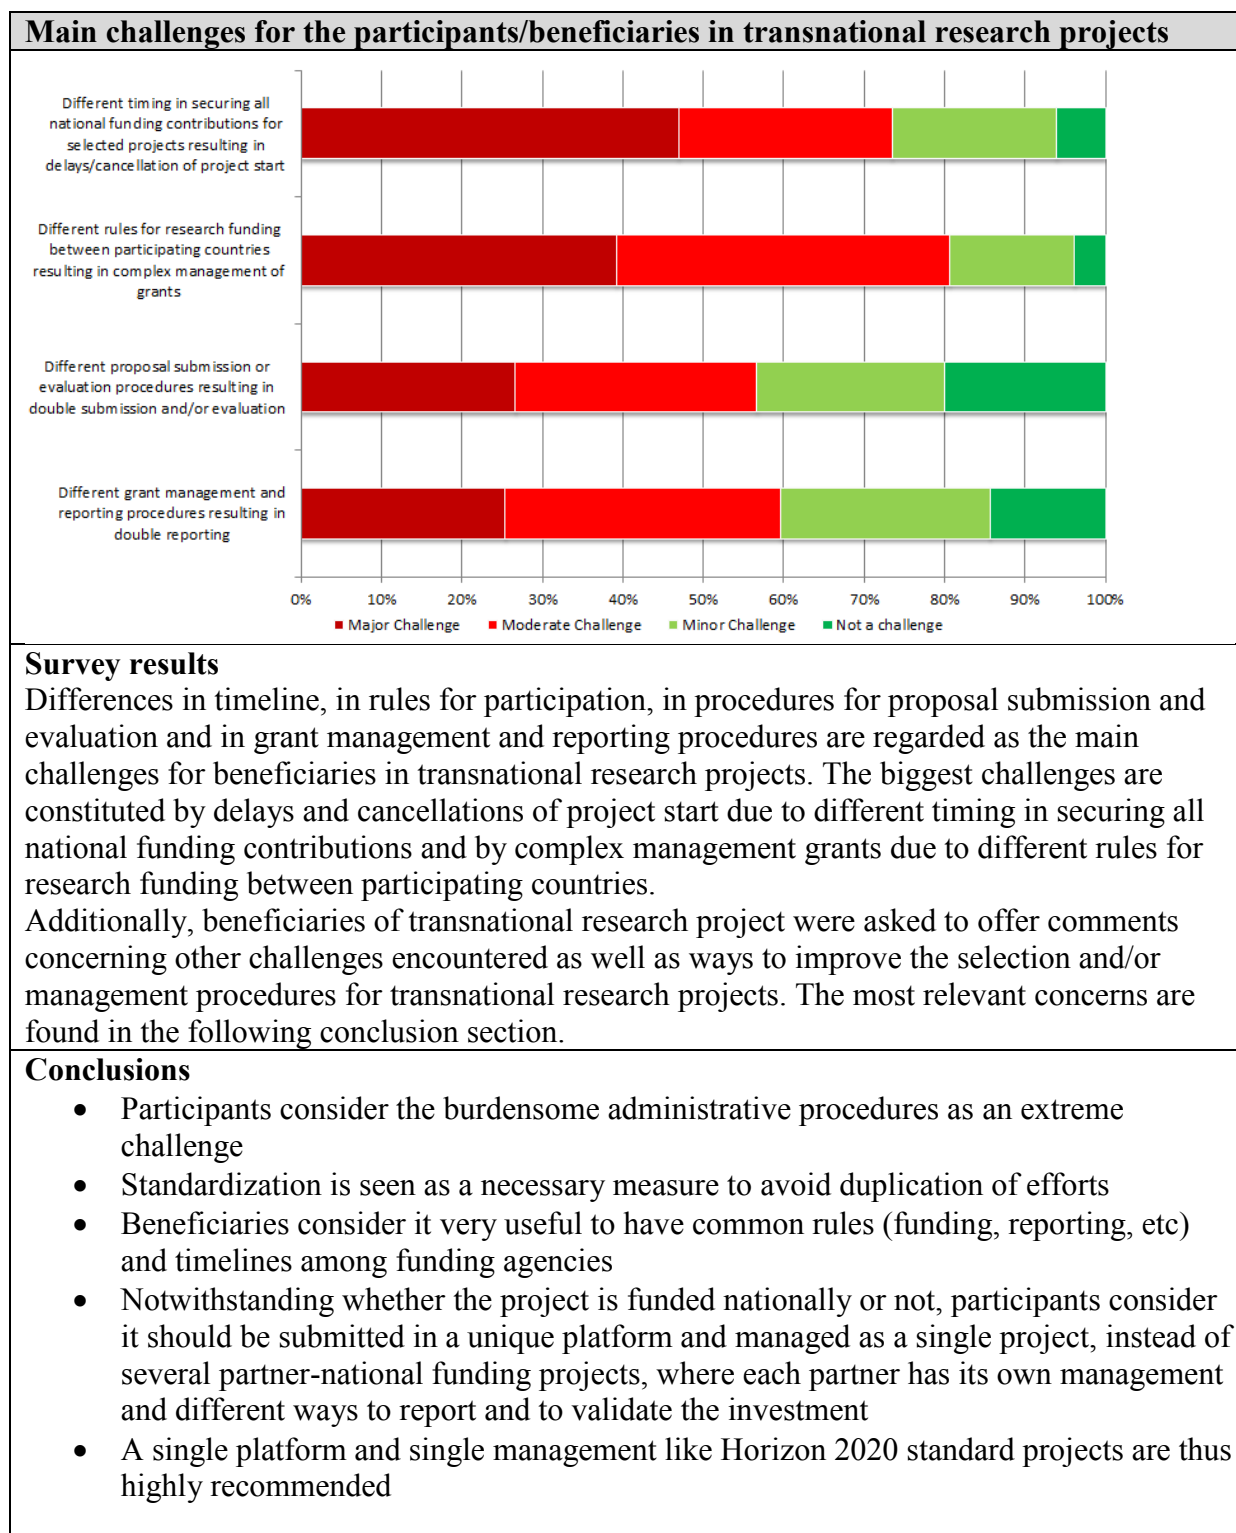 Main challenges for the participants/beneficiaries in transnational research projects
Different timing in securing all
national funding contributions for
selected projects resulting in
delays/cancellation of project start
Different rules for research funding
between participating countries
resulting in complex management of
grants
Different proposal submission or
evaluation procedures resulting in
double submission and/or evaluation
Different grant management and
reporting procedures resulting in
double reporting
0% 10% 20% 30% 40% 50% 60% 70% 80% 90% 100%
Major Challenge Moderate Challenge Minor Challenge Not a challenge
Survey results
Differences in timeline, in rules for participation, in procedures for proposal submission and
evaluation and in grant management and reporting procedures are regarded as the main
challenges for beneficiaries in transnational research projects. The biggest challenges are
constituted by delays and cancellations of project start due to different timing in securing all
national funding contributions and by complex management grants due to different rules for
research funding between participating countries.
Additionally, beneficiaries of transnational research project were asked to offer comments
concerning other challenges encountered as well as ways to improve the selection and/or
management procedures for transnational research projects. The most relevant concerns are
found in the following conclusion section.
Conclusions
• Participants consider the burdensome administrative procedures as an extreme
challenge
• Standardization is seen as a necessary measure to avoid duplication of efforts
• Beneficiaries consider it very useful to have common rules (funding, reporting, etc)
and timelines among funding agencies
• Notwithstanding whether the project is funded nationally or not, participants consider
it should be submitted in a unique platform and managed as a single project, instead of
several partner-national funding projects, where each partner has its own management
and different ways to report and to validate the investment
• A single platform and single management like Horizon 2020 standard projects are thus
highly recommended